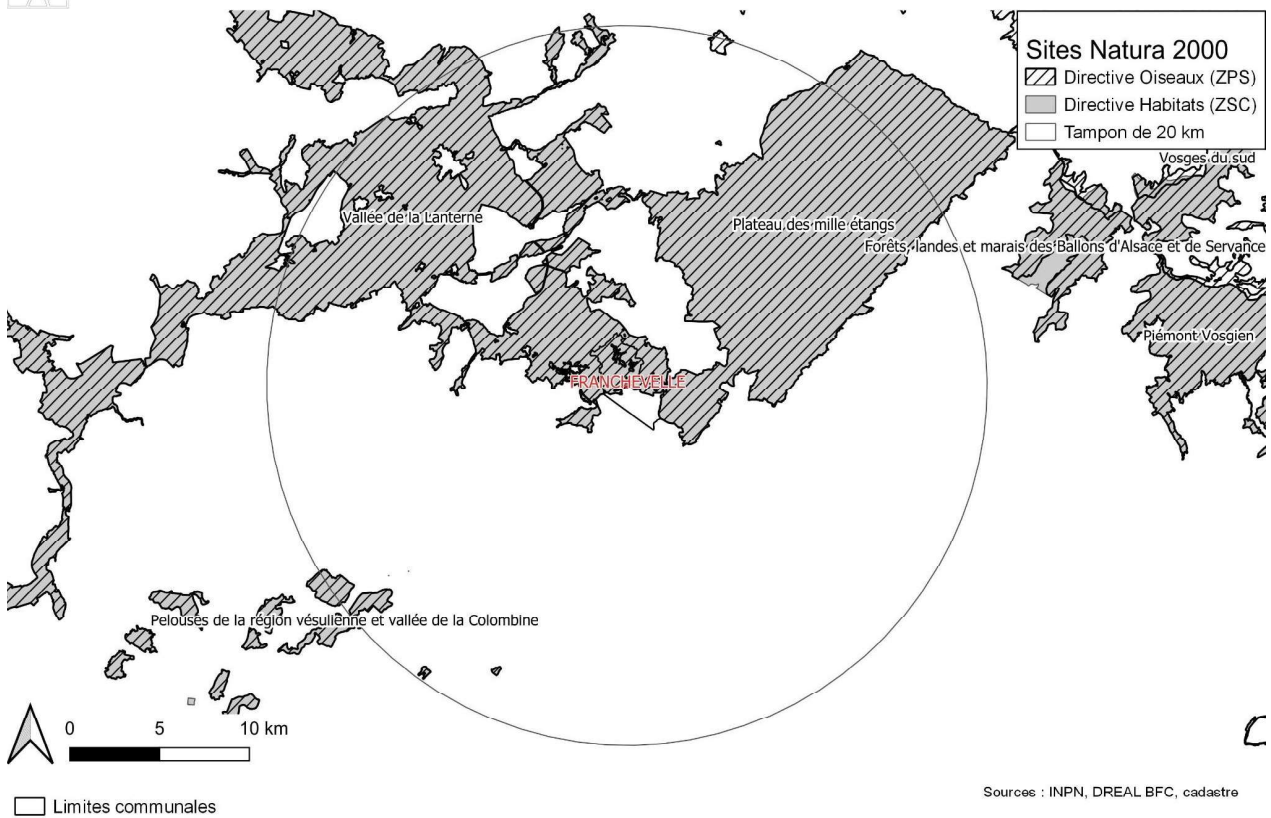 Sites Natura 2000
Directive Oiseaux (ZPS)
Directive Habitats (ZSC)
Tampon de 20 km
Vosges du sud
Vallée de la Lanterne
Plateau des mille étangs
Forêts, landes et marais des Ballons d'Alsace et de Servance
Piémont Vosgien
FRANCHEVELLE
Pelouses de la région vésulienne et vallée de la Colombine
0 5 10 km
Limites communales
Sources : INPN, DREAL BFC, cadastre